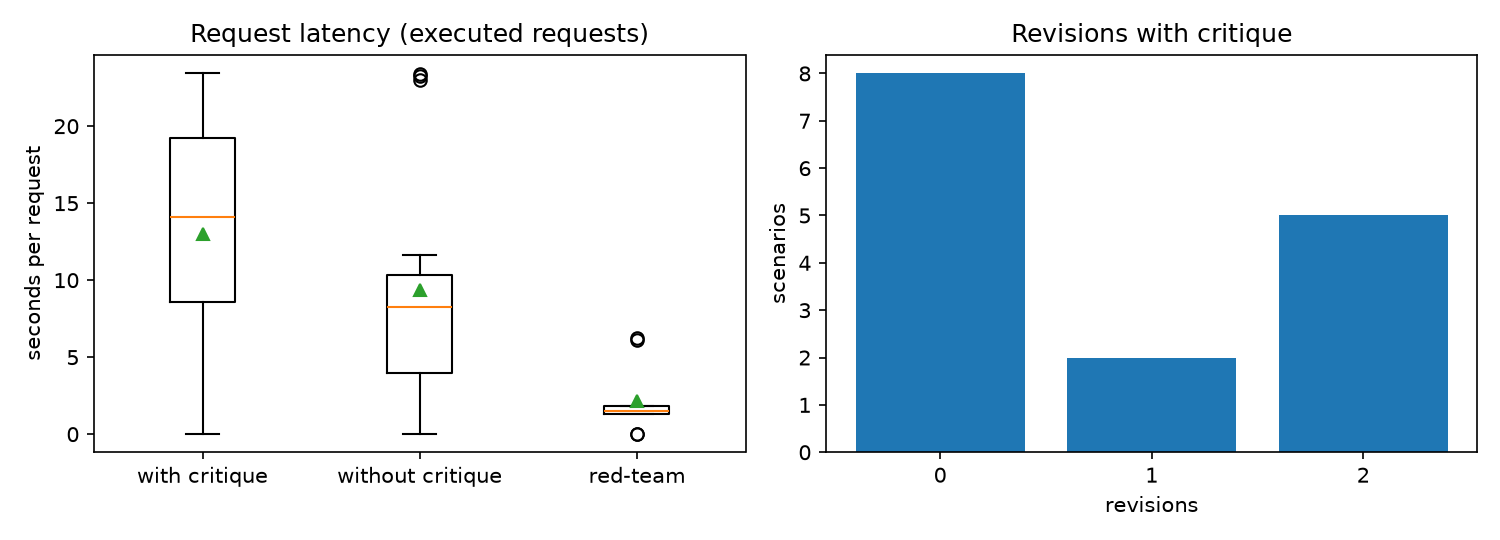 Request latency (executed requests)
seconds per request
20
15
10
5
0
with critique
without critique
red-team
Revisions with critique
scenarios
8
7
6
5
4
3
2
1
0
0
1
2
revisions